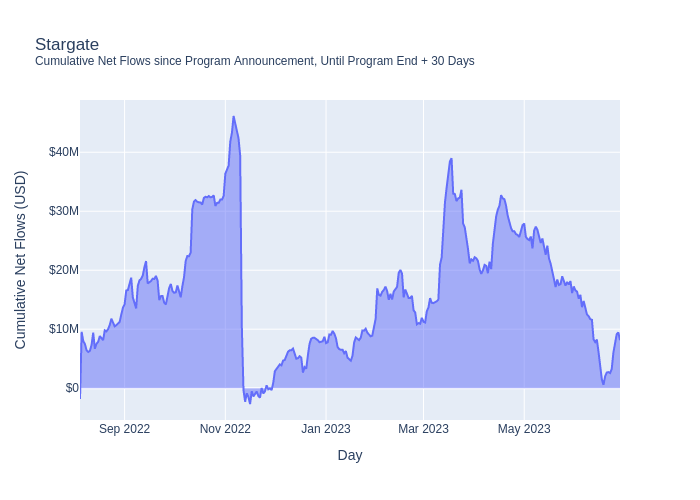 Stargate
Cumulative Net Flows since Program Announcement, Until Program End + 30 Days
Cumulative Net Flows (USD)
$40M
$30M
$20M
$10M
$0
Sep 2022
Nov 2022
Jan 2023
Mar 2023
May 2023
Day